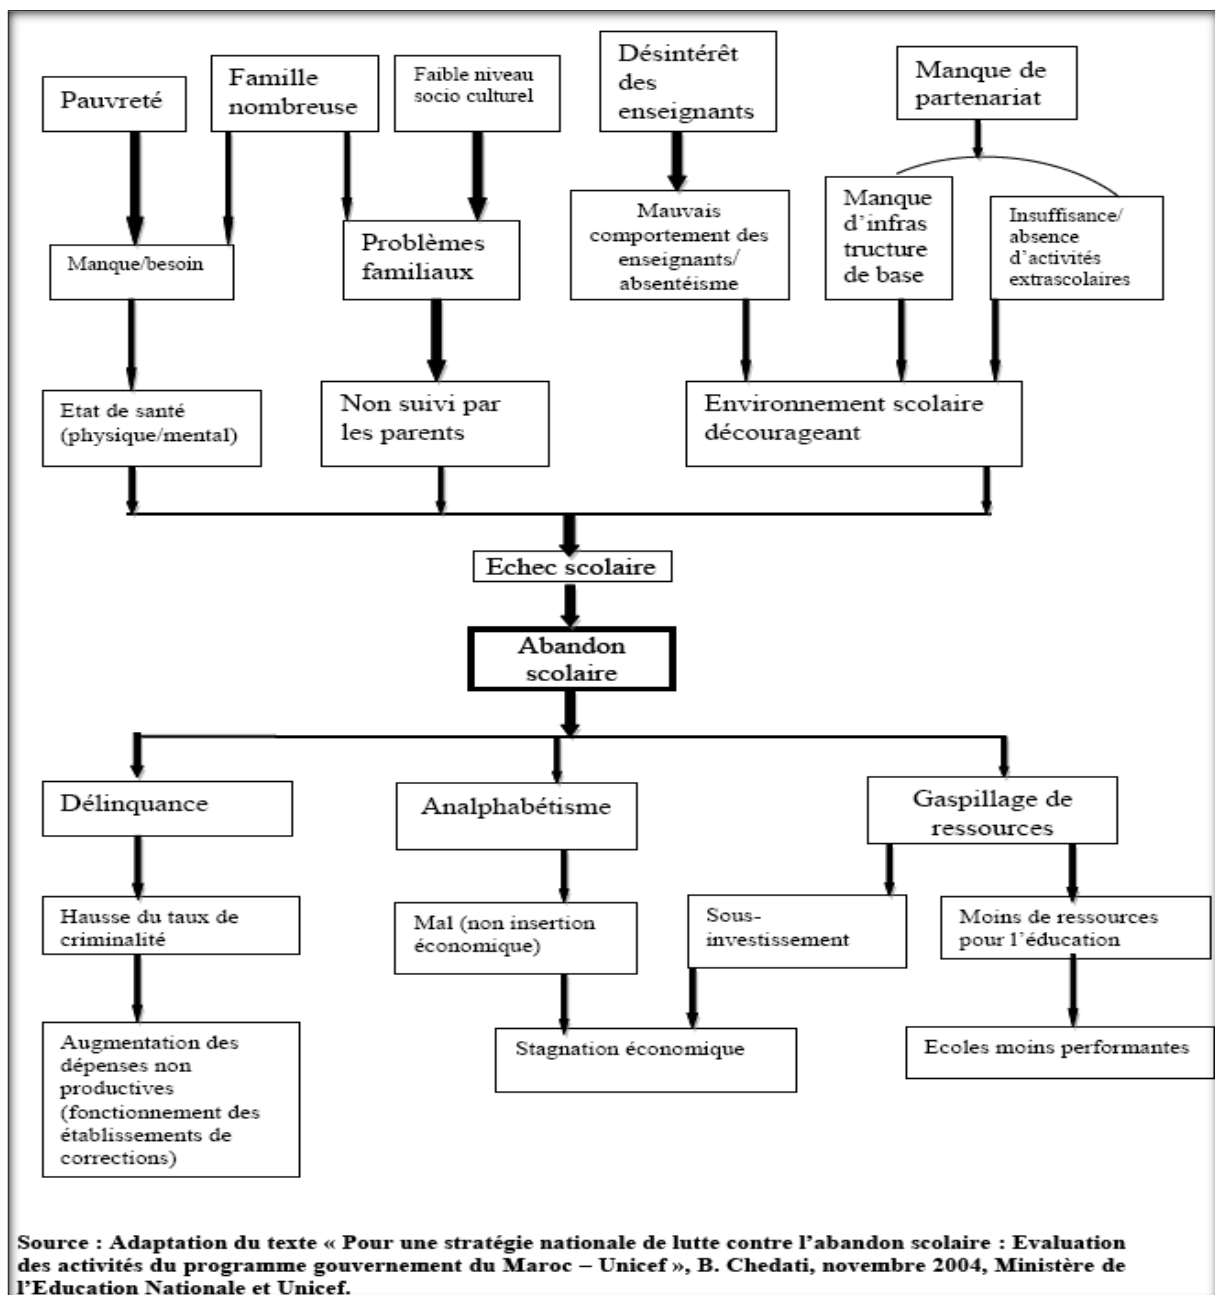 Pauvreté
Famille
nombreuse
Faible niveau
socio culturel
Désintérêt
des
enseignants
Manque de
partenariat
Manque/besoin
Problèmes
familiaux
Mauvais
comportement des
enseignants/
absentéisme
Manque
d’infras
tructure
de base
Insuffisance/
absence
d’activités
extrascolaires
Etat de santé
(physique/mental)
Non suivi par
les parents
Environnement scolaire
décourageant
Echec scolaire
Abandon
scolaire
Délinquance
Analphabétisme
Gaspillage de
ressources
Hausse du taux de
criminalité
Mal (non insertion
économique)
Sous-
investissement
Moins de ressources
pour l’éducation
Augmentation des
dépenses non
productives
(fonctionnement des
établissements de
corrections)
Stagnation économique
Ecoles moins performantes
Source : Adaptation du texte « Pour une stratégie nationale de lutte contre l’abandon scolaire : Evaluation
des activités du programme gouvernement du Maroc – Unicef », B. Chedati, novembre 2004, Ministère de
l’Education Nationale et Unicef.